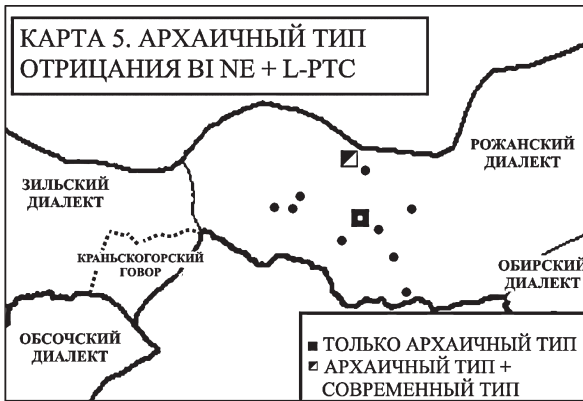 КАРТА 5. АРХАИЧНЫЙ ТИП
ОТРИЦАНИЯ BI NE + L-PTC
РОЖАНСКИЙ
ДИАЛЕКТ
ЗИЛЬСКИЙ
ДИАЛЕКТ
КРАНЬСКОГОРСКИЙ
ГОВОР
ОБИРСКИЙ
ДИАЛЕКТ
ОБСОЧСКИЙ
ДИАЛЕКТ
ТОЛЬКО АРХАИЧНЫЙ ТИП
АРХАИЧНЫЙ ТИП +
СОВРЕМЕННЫЙ ТИП